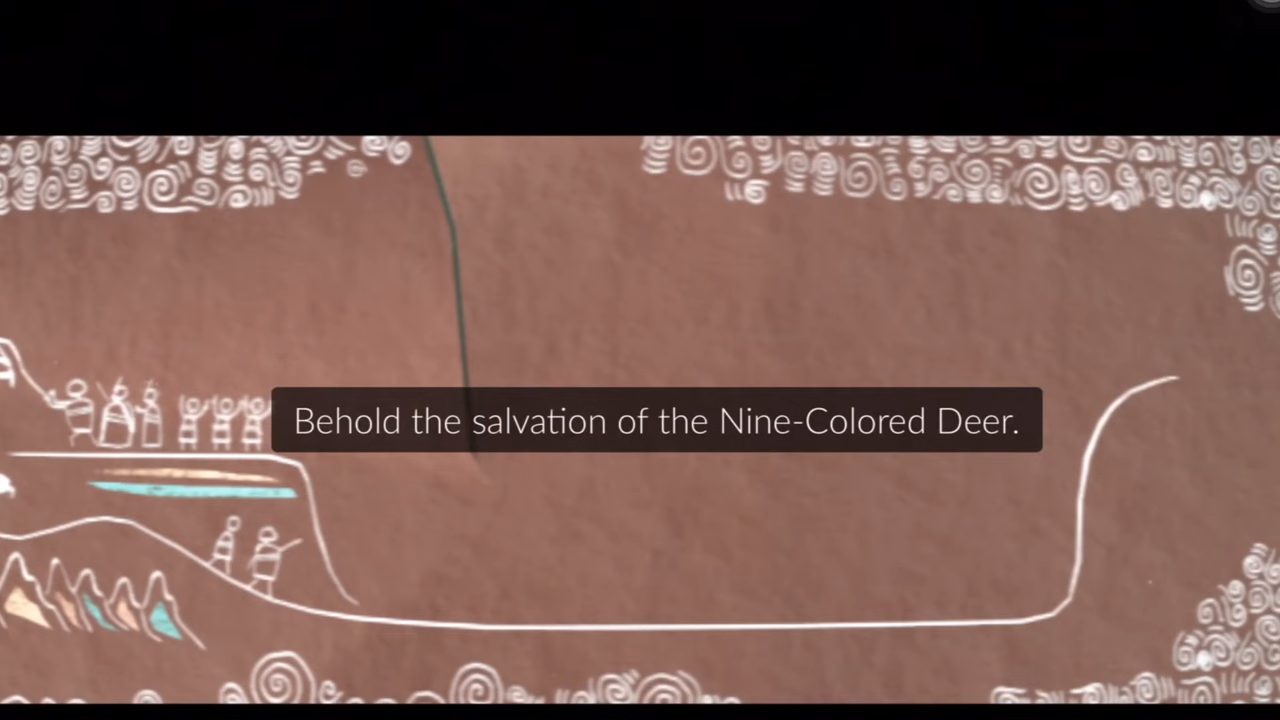 Behold the salvation of the Nine-Colored Deer.